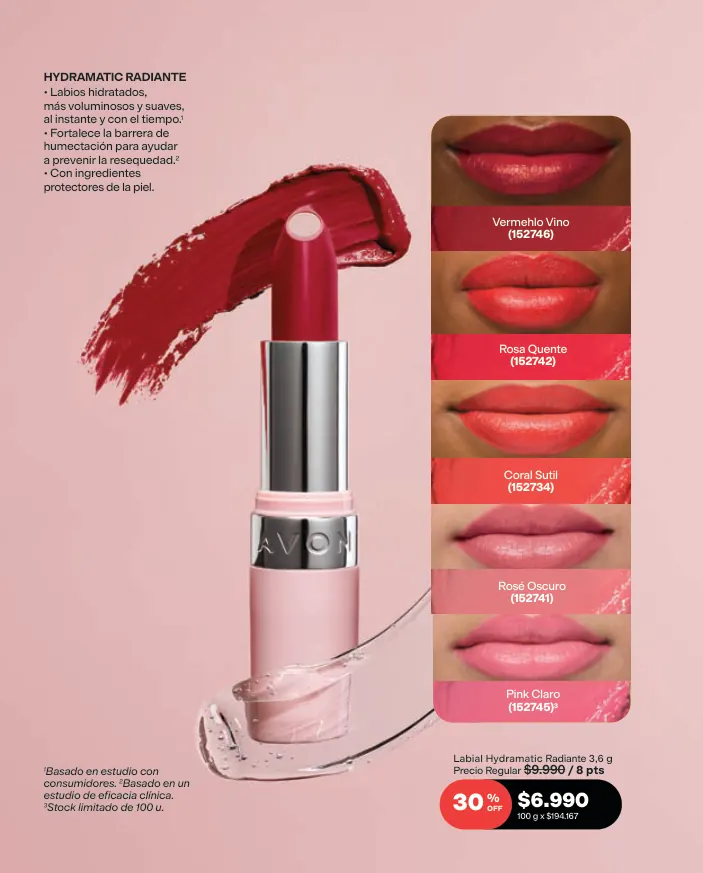 HYDRAMATIC RADIANTE
• Labios hidratados,
más voluminosos y suaves,
al instante y con el tiempo.¹
• Fortalece la barrera de
humectación para ayudar
a prevenir la resequedad.²
• Con ingredientes
protectores de la piel.
AVON
Vermehlo Vino
(152746)
Rosa Quente
(152742)
Coral Sutil
(152734)
Rosé Oscuro
(152741)
Pink Claro
(152745)³
¹Basado en estudio con
consumidores. ²Basado en un
estudio de eficacia clínica.
³Stock limitado de 100 u.
Labial Hydramatic Radiante 3,6 g
Precio Regular $9.990 / 8 pts
30% OFF $6.990
100 g x $194.167